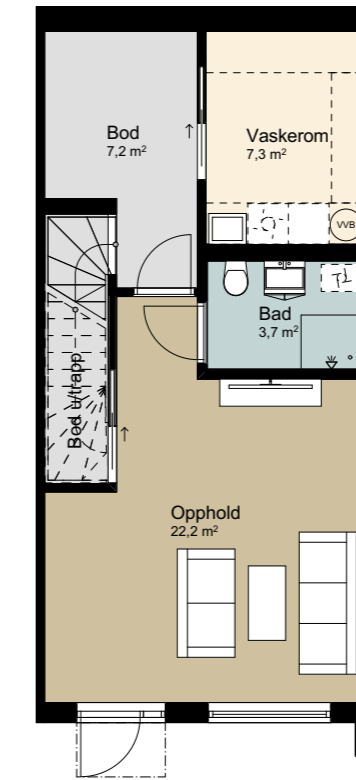 Bod
7,2 m²
Vaskerom
7,3 m²
VVB
Bad
3,7 m²
Bod u/trapp
Opphold
22,2 m²